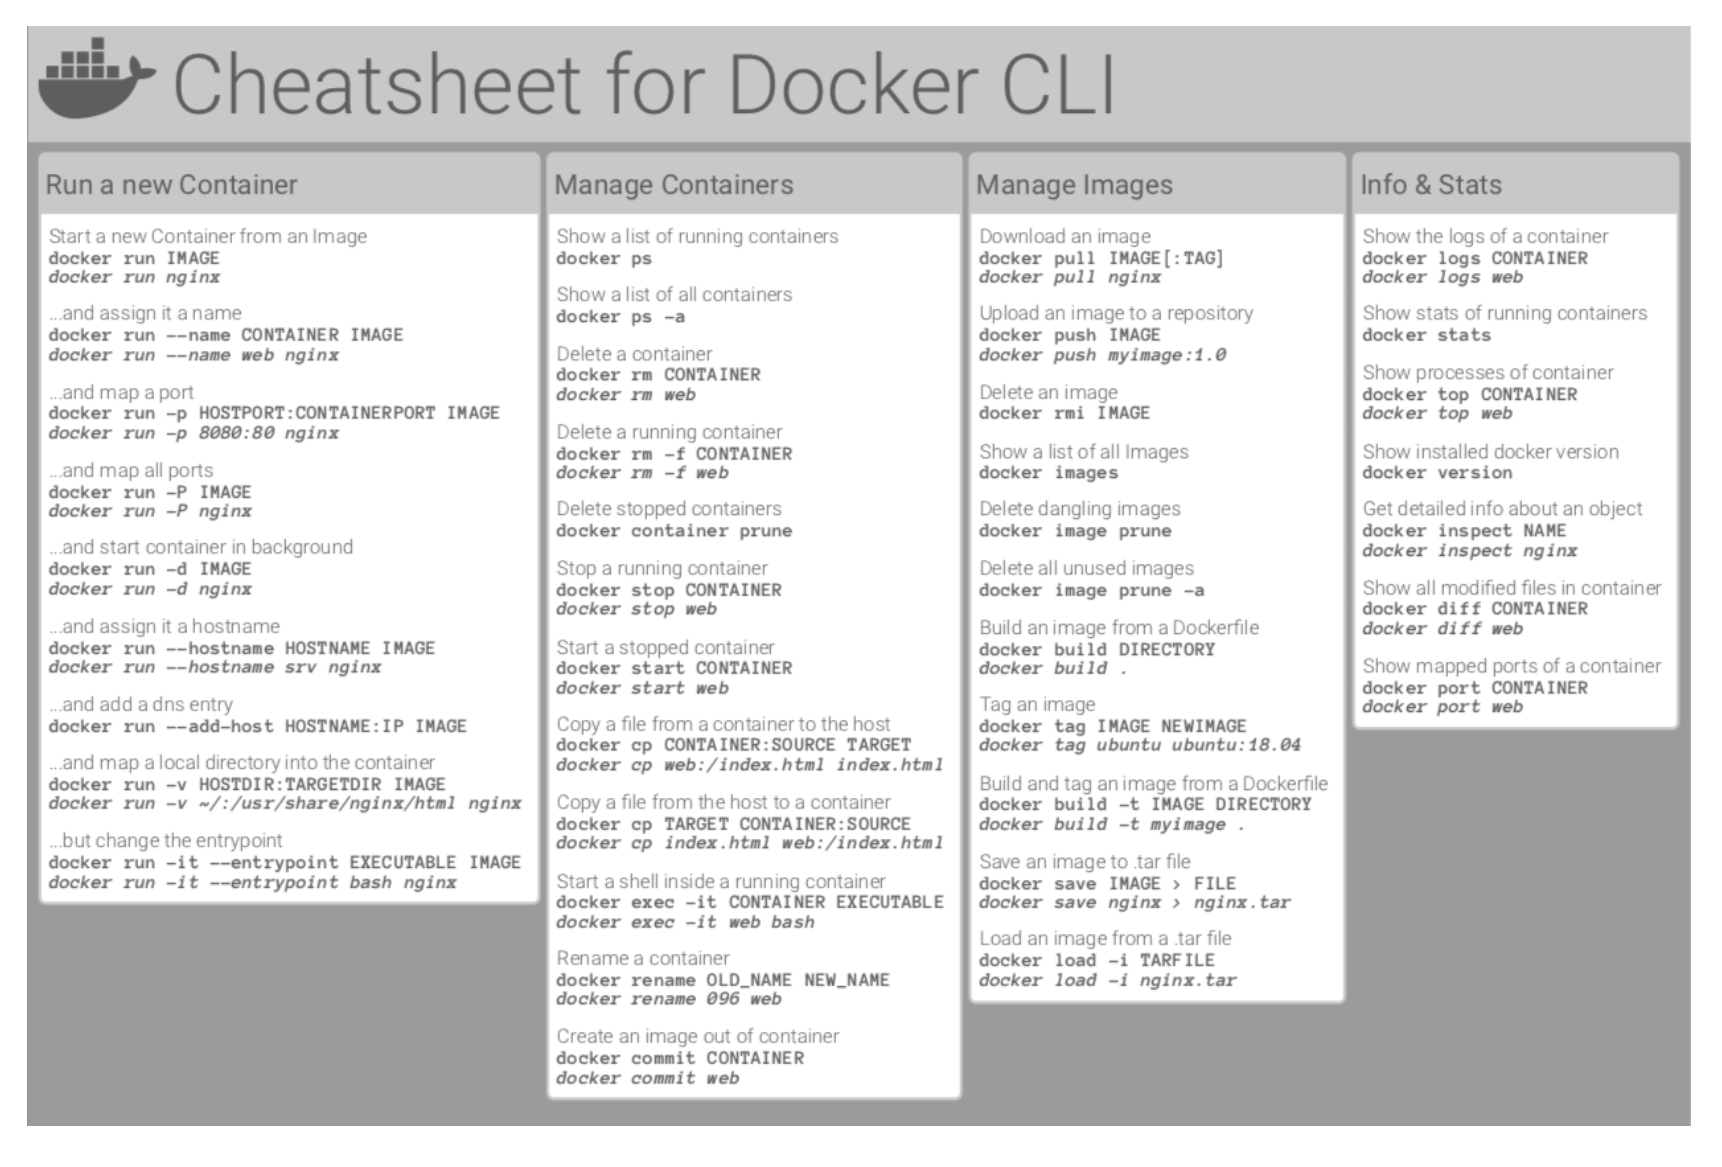 Cheatsheet for Docker CLI
Run a new Container
Start a new Container from an Image
docker run IMAGE
docker run nginx
...and assign it a name
docker run --name CONTAINER IMAGE
docker run --name web nginx
...and map a port
docker run -p HOSTPORT:CONTAINERPORT IMAGE
docker run -p 8080:80 nginx
...and map all ports
docker run -P IMAGE
docker run -P nginx
...and start container in background
docker run -d IMAGE
docker run -d nginx
...and assign it a hostname
docker run --hostname HOSTNAME IMAGE
docker run --hostname srv nginx
...and add a dns entry
docker run --add-host HOSTNAME:IP IMAGE
...and map a local directory into the container
docker run -v HOSTDIR:TARGETDIR IMAGE
docker run -v ~/:/usr/share/nginx/html nginx
...but change the entrypoint
docker run -it --entrypoint EXECUTABLE IMAGE
docker run -it --entrypoint bash nginx
Manage Containers
Show a list of running containers
docker ps
Show a list of all containers
docker ps -a
Delete a container
docker rm CONTAINER
docker rm web
Delete a running container
docker rm -f CONTAINER
docker rm -f web
Delete stopped containers
docker container prune
Stop a running container
docker stop CONTAINER
docker stop web
Start a stopped container
docker start CONTAINER
docker start web
Copy a file from a container to the host
docker cp CONTAINER:SOURCE TARGET
docker cp web:/index.html index.html
Copy a file from the host to a container
docker cp TARGET CONTAINER:SOURCE
docker cp index.html web:/index.html
Start a shell inside a running container
docker exec -it CONTAINER EXECUTABLE
docker exec -it web bash
Rename a container
docker rename OLD_NAME NEW_NAME
docker rename 096 web
Create an image out of container
docker commit CONTAINER
docker commit web
Manage Images
Download an image
docker pull IMAGE[:TAG]
docker pull nginx
Upload an image to a repository
docker push IMAGE
docker push myimage:1.0
Delete an image
docker rmi IMAGE
Show a list of all Images
docker images
Delete dangling images
docker image prune
Delete all unused images
docker image prune -a
Build an image from a Dockerfile
docker build DIRECTORY
docker build .
Tag an image
docker tag IMAGE NEWIMAGE
docker tag ubuntu ubuntu:18.04
Build and tag an image from a Dockerfile
docker build -t IMAGE DIRECTORY
docker build -t myimage .
Save an image to .tar file
docker save IMAGE > FILE
docker save nginx > nginx.tar
Load an image from a .tar file
docker load -i TARFILE
docker load -i nginx.tar
Info & Stats
Show the logs of a container
docker logs CONTAINER
docker logs web
Show stats of running containers
docker stats
Show processes of container
docker top CONTAINER
docker top web
Show installed docker version
docker version
Get detailed info about an object
docker inspect NAME
docker inspect nginx
Show all modified files in container
docker diff CONTAINER
docker diff web
Show mapped ports of a container
docker port CONTAINER
docker port web